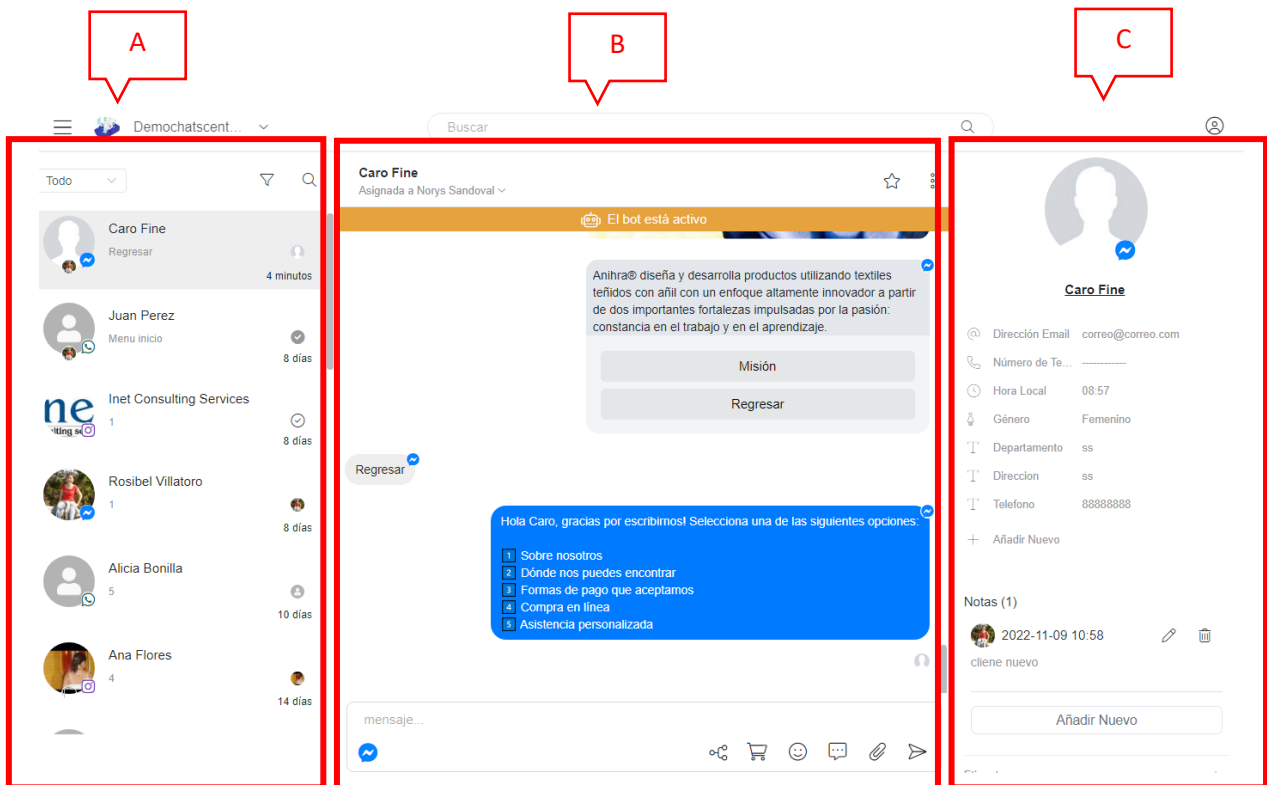 A
B
C
Demochatscent...
Buscar
Todo
Caro Fine
Regresar
4 minutos
Juan Perez
Menu inicio
8 días
Inet Consulting Services
1
8 días
Rosibel Villatoro
1
8 días
Alicia Bonilla
5
10 días
Ana Flores
4
14 días
Caro Fine
Asignada a Norys Sandoval
El bot está activo
Anihra® diseña y desarrolla productos utilizando textiles
teñidos con añil con un enfoque altamente innovador a partir
de dos importantes fortalezas impulsadas por la pasión:
constancia en el trabajo y en el aprendizaje.
Misión
Regresar
Regresar
Hola Caro, gracias por escribirnos! Selecciona una de las siguientes opciones:
1 Sobre nosotros
2 Dónde nos puedes encontrar
3 Formas de pago que aceptamos
4 Compra en línea
5 Asistencia personalizada
mensaje...
Caro Fine
Dirección Email correo@correo.com
Número de Te... ------------
Hora Local 08:57
Género Femenino
Departamento ss
Direccion ss
Telefono 88888888
Añadir Nuevo
Notas (1)
2022-11-09 10:58
cliene nuevo
Añadir Nuevo